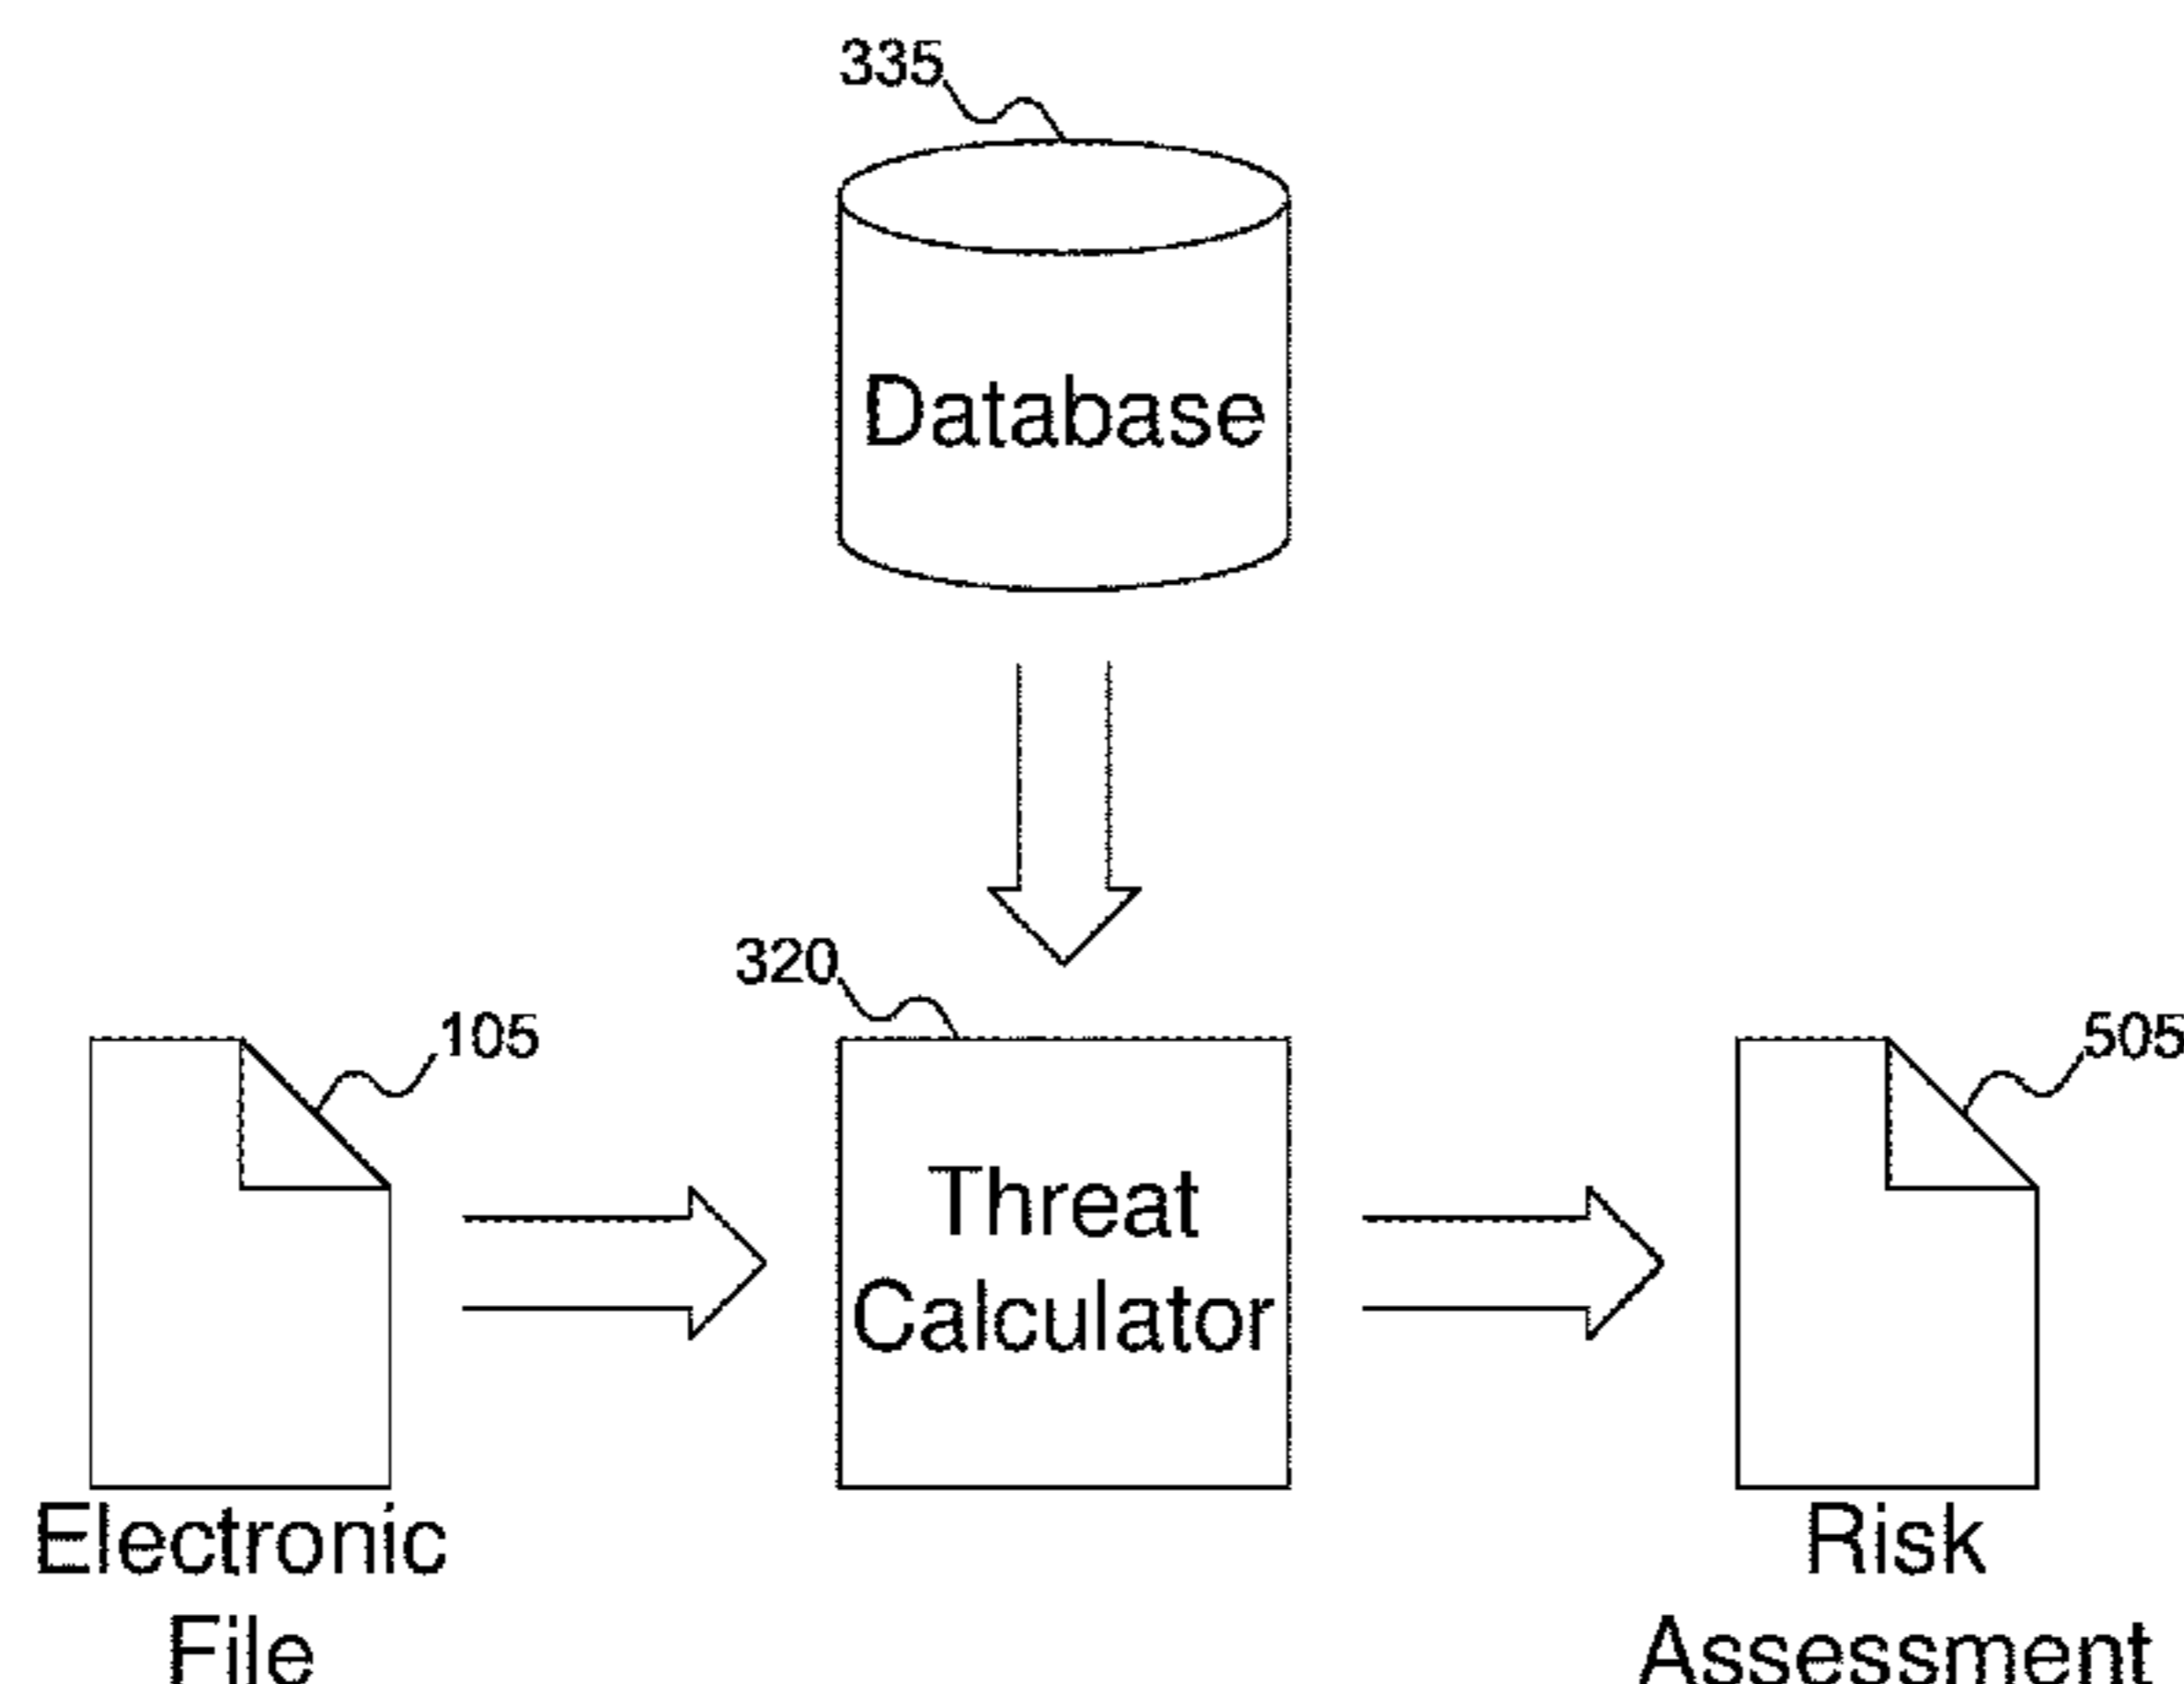 335
Database
320
105
505
Threat
Calculator
Electronic
File
Risk
Assessment